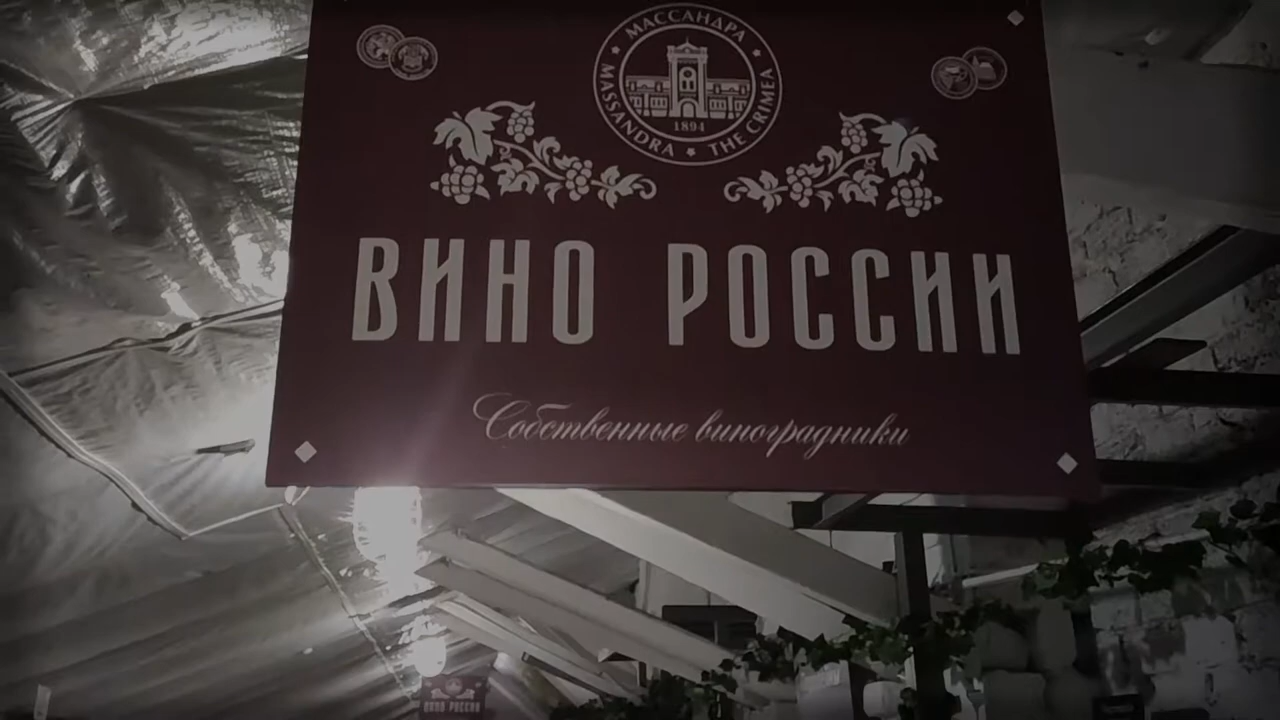 МАССАНДРА
MASSANDRA ★ THE CRIMEA
1894
ВИНО РОССИИ
Собственные виноградники
ВИНО РОССИИ